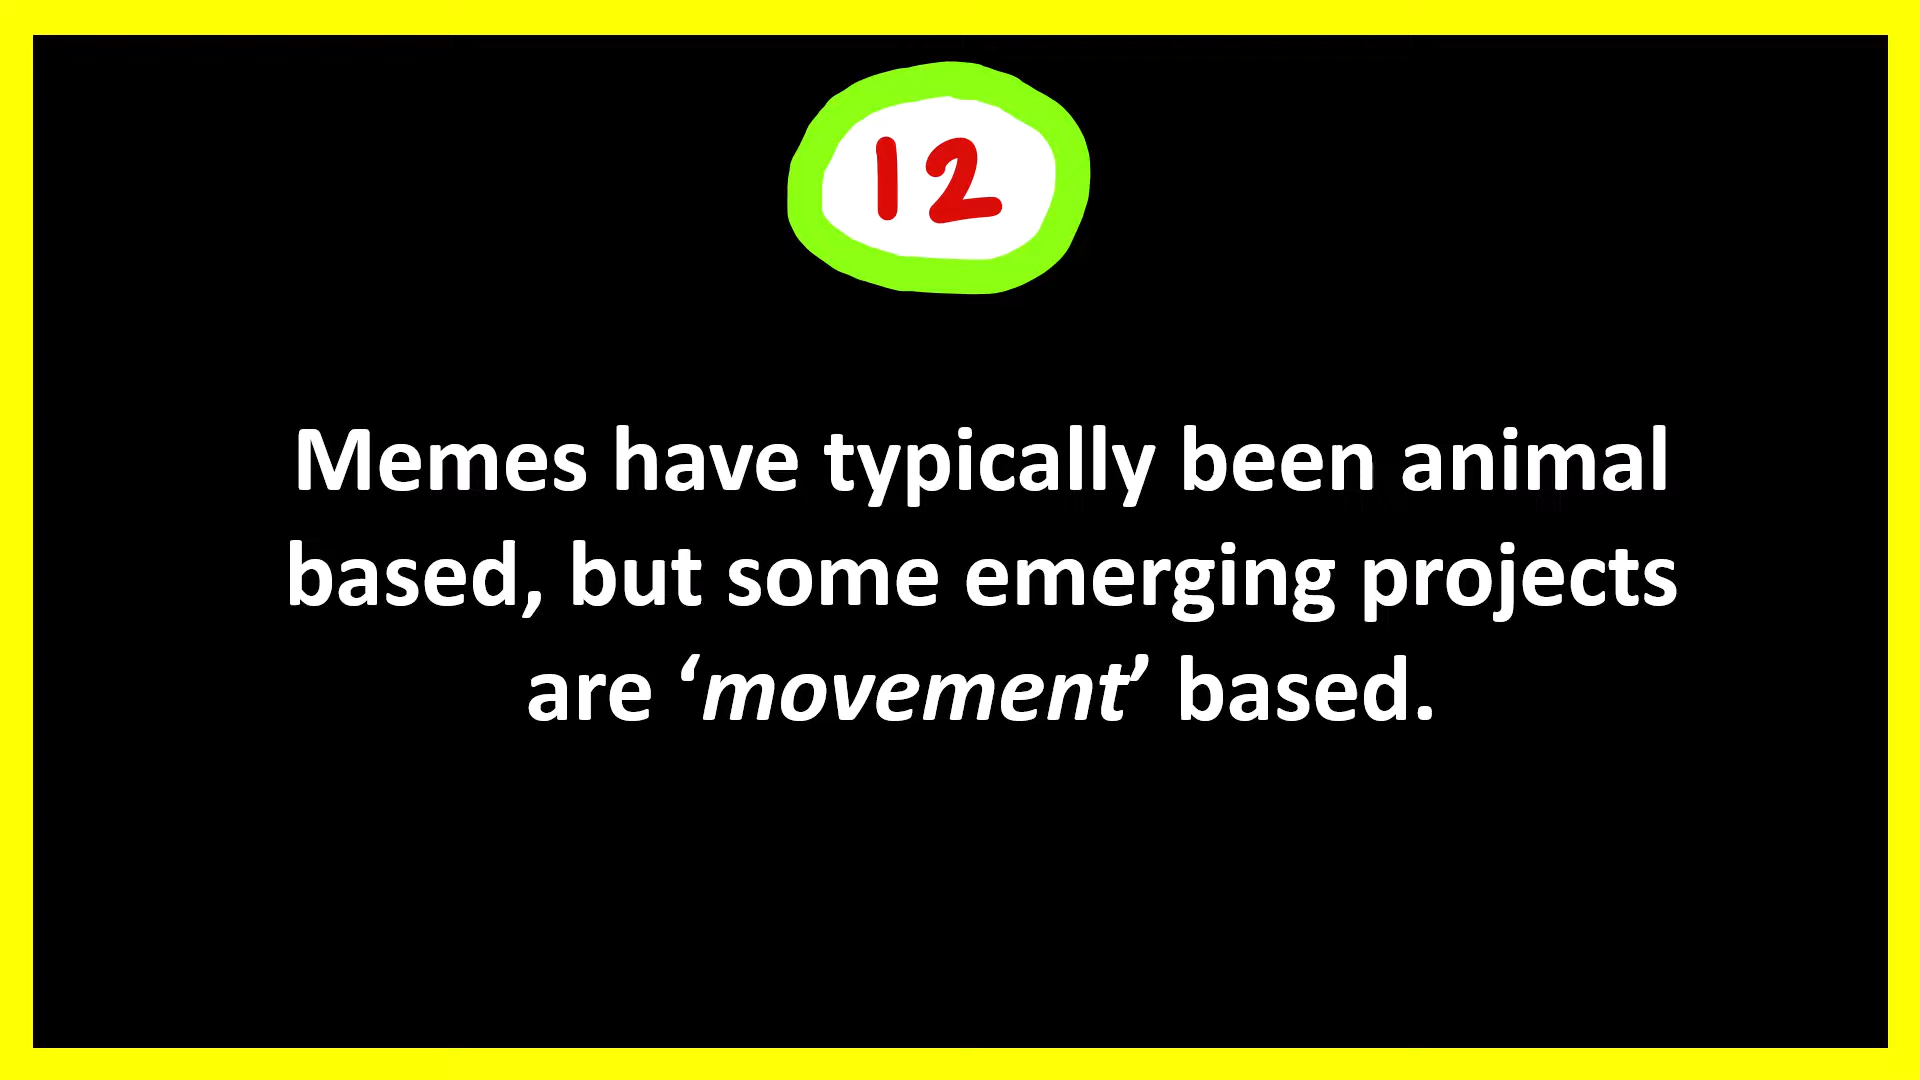 12
Memes have typically been animal
based, but some emerging projects
are ‘movement’ based.